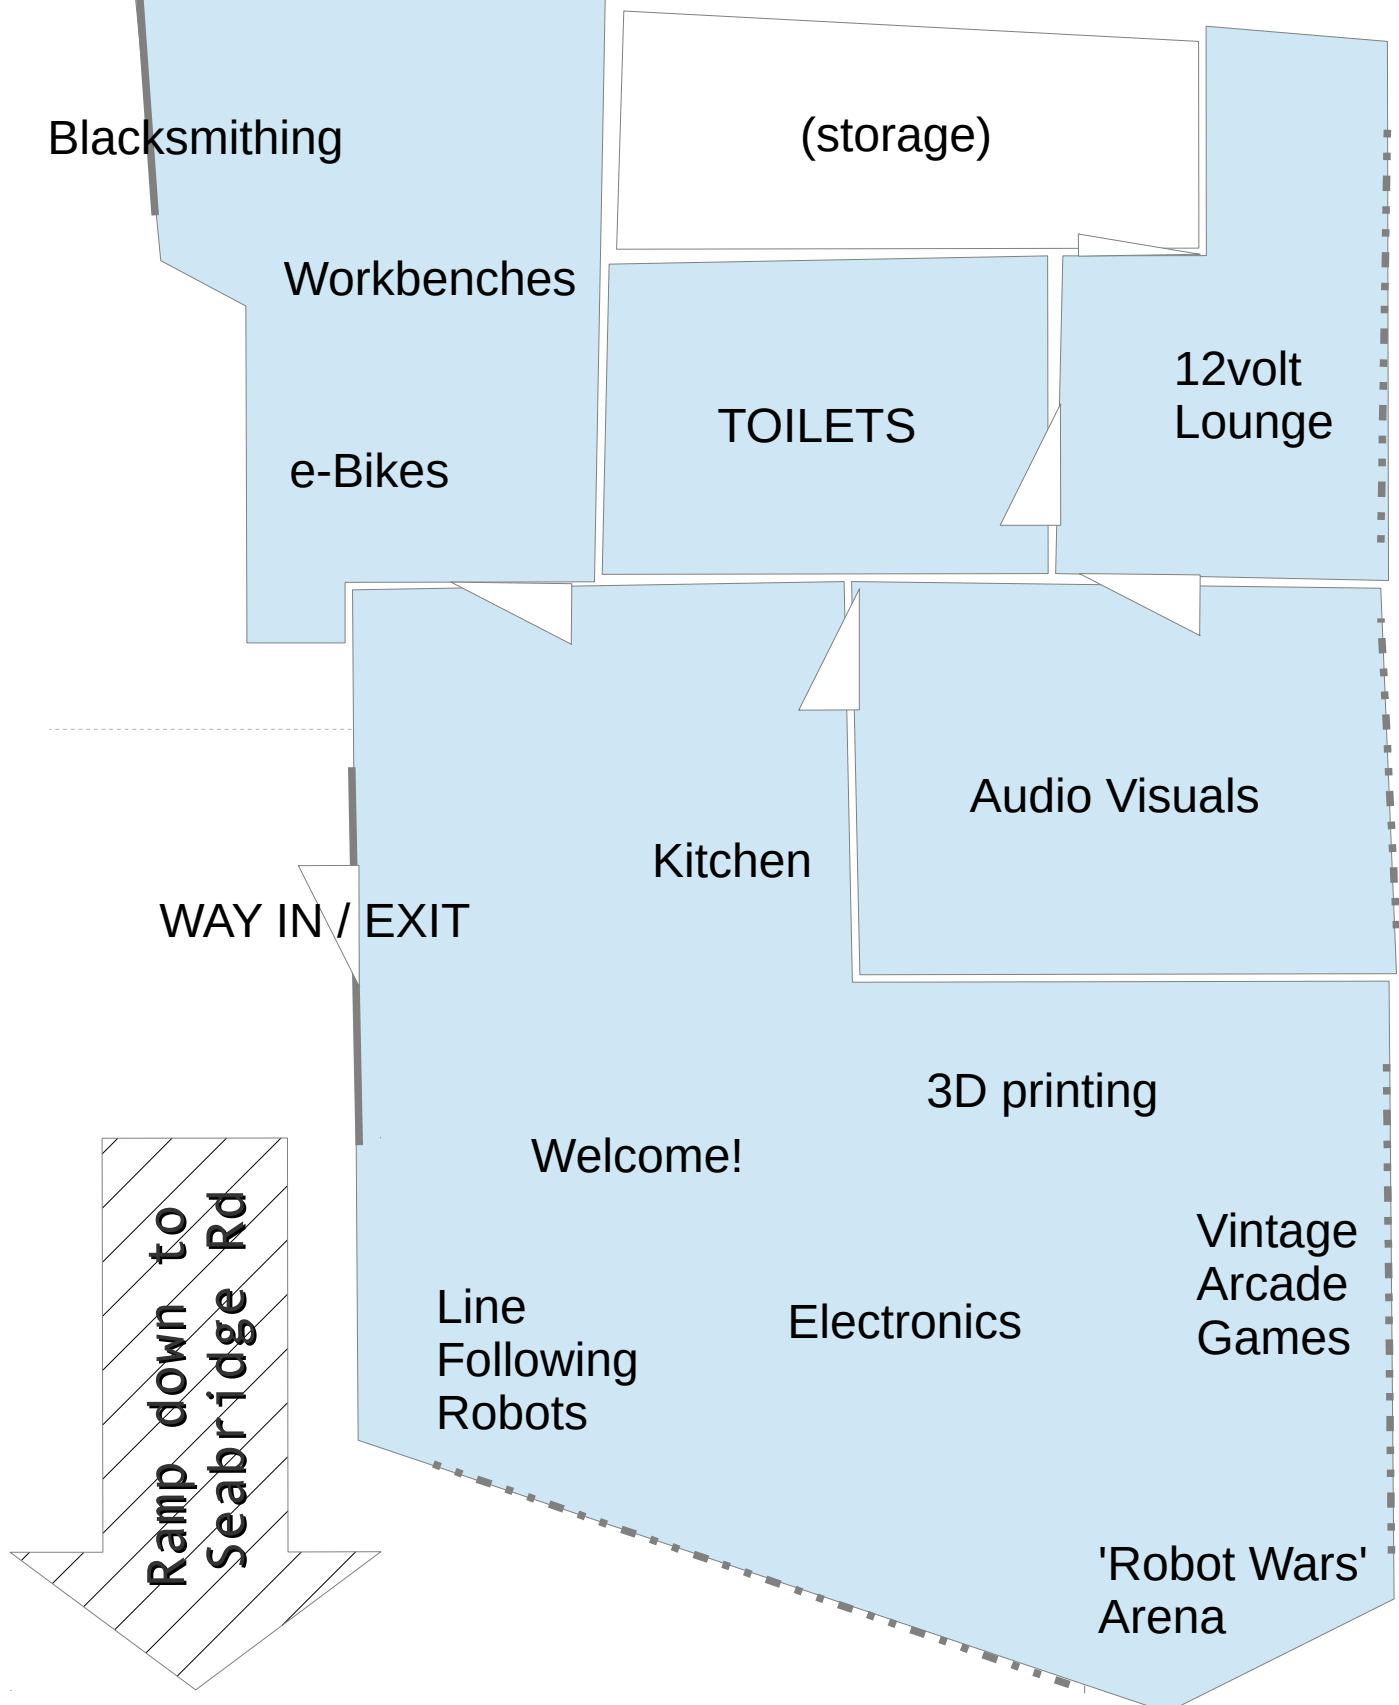 Blacksmithing
(storage)
Workbenches
12volt
Lounge
TOILETS
e-Bikes
Audio Visuals
Kitchen
WAY IN / EXIT
3D printing
Welcome!
Ramp down to
Seabridge Rd
Vintage
Arcade
Games
Line
Following
Robots
Electronics
'Robot Wars'
Arena